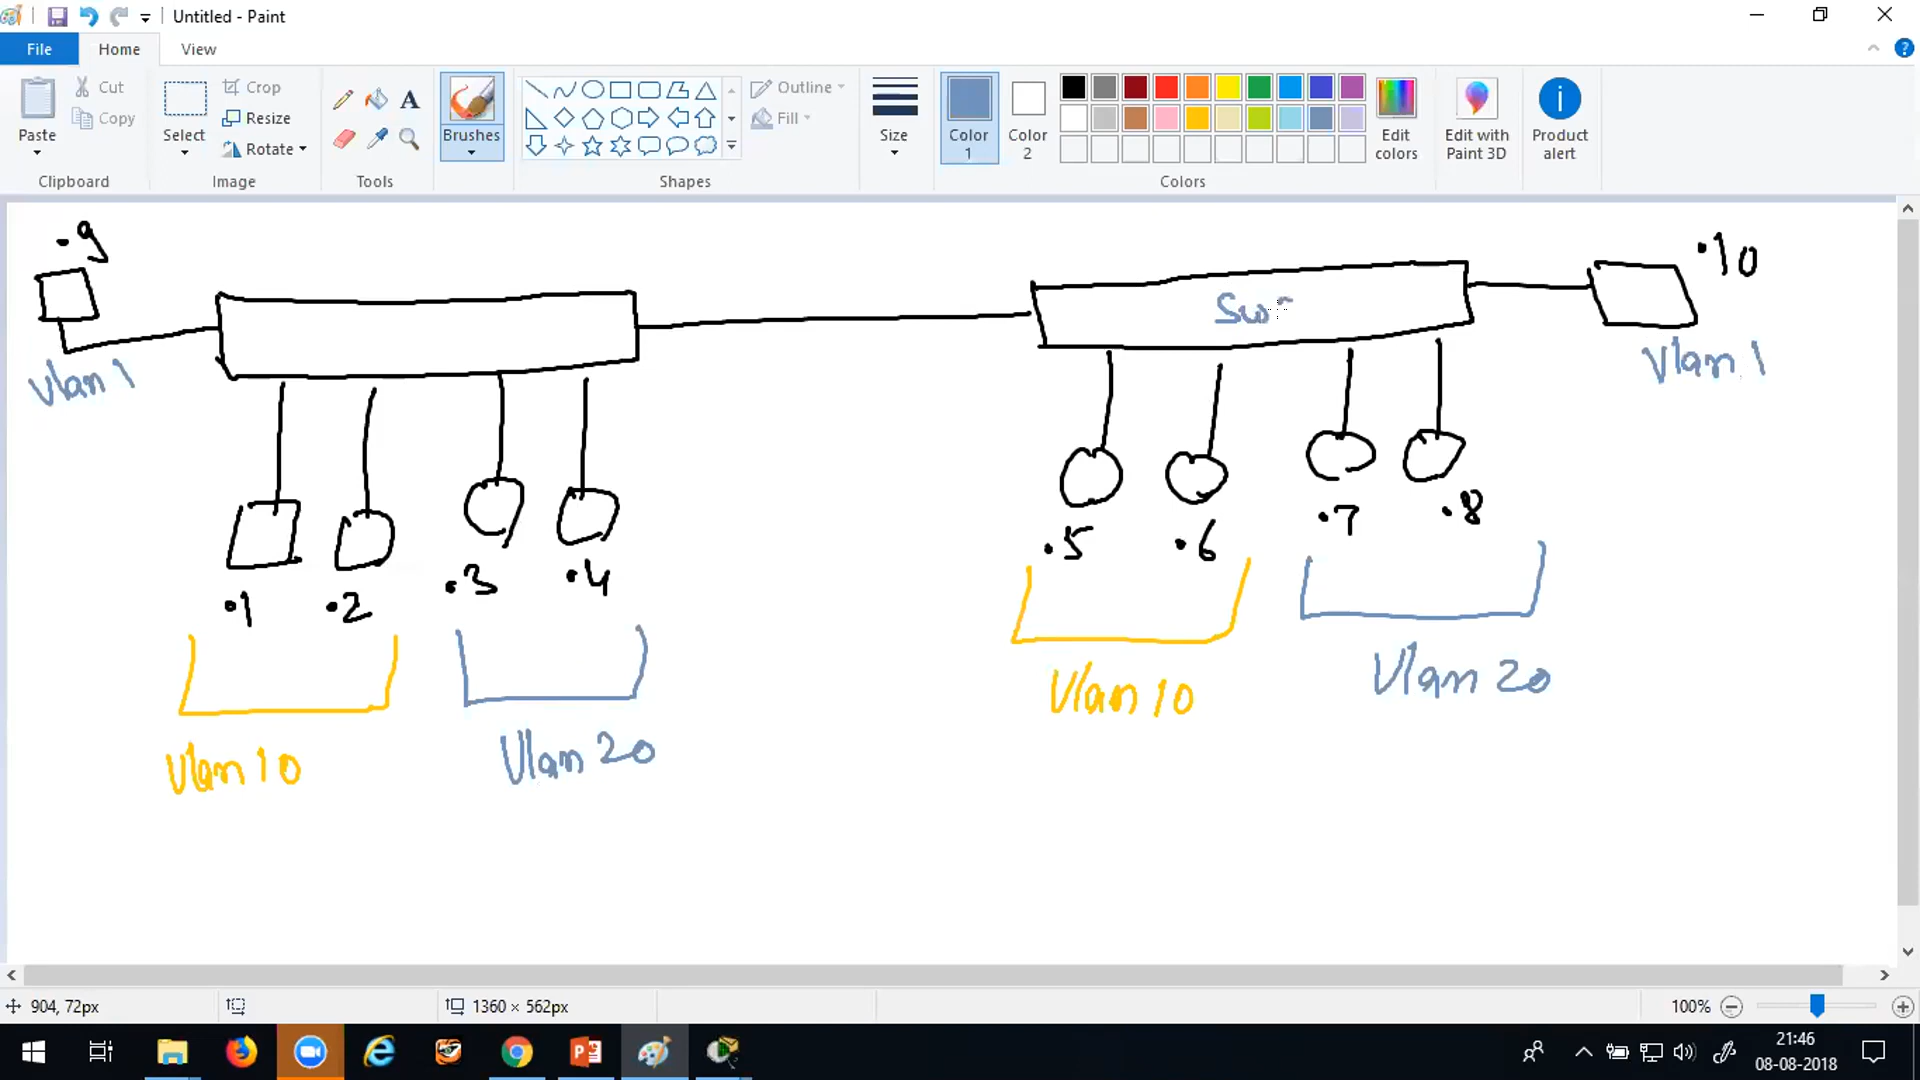 Untitled - Paint
File Home View
Paste
Cut
Copy
Clipboard
Select
Crop
Resize
Rotate
Image
Tools
Brushes
Shapes
Outline
Fill
Size
Color 1
Color 2
Edit colors
Edit with Paint 3D
Product alert
Colors
.9
.10
Vlan 1
Vlan 1
.1 .2 .3 .4
.5 .6 .7 .8
Vlan 10
Vlan 20
Vlan 10
Vlan 20
904, 72px
1360 × 562px
100%
21:46
08-08-2018